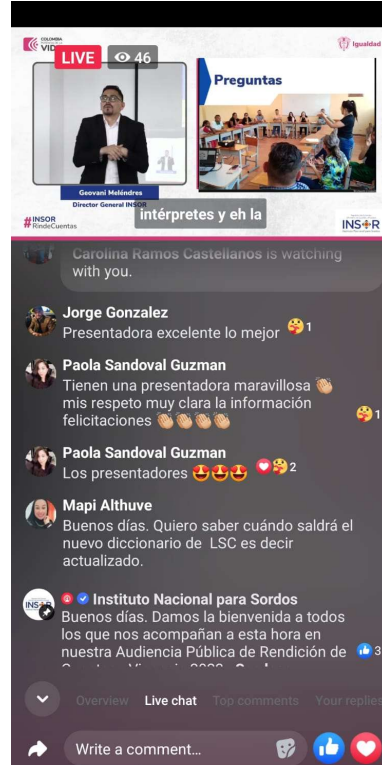 COLOMBIA
VID
LIVE
46
Igualdad
Preguntas
Geovani Meléndres
Director General INSOR
#INSOR
RindeCuentas
intérpretes y eh la
INSOR
Carolina Ramos Castellanos is watching
with you.
Jorge Gonzalez
Presentadora excelente lo mejor 🤗1
Paola Sandoval Guzman
Tienen una presentadora maravillosa 👏🏼
mis respeto muy clara la información
felicitaciones 👏🏼👏🏼👏🏼👏🏼 🤗1
Paola Sandoval Guzman
Los presentadores 🤩🤩🤩 ❤️🤗2
Mapi Althuve
Buenos días. Quiero saber cuándo saldrá el
nuevo diccionario de LSC es decir
actualizado.
INSOR
Instituto Nacional para Sordos
Buenos días. Damos la bienvenida a todos
los que nos acompañan a esta hora en
nuestra Audiencia Pública de Rendición de 👍3
Overview
Live chat
Top comments
Your replies
Write a comment...